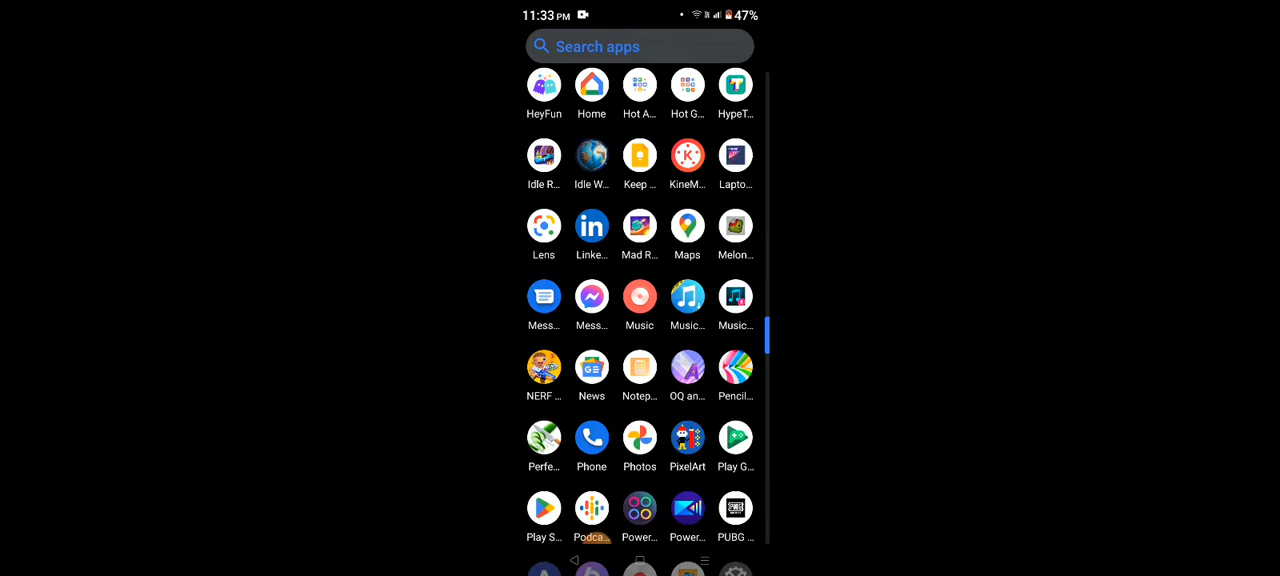 11:33 PM 47%
Search apps
HeyFun Home Hot A... Hot G... HypeT...
Idle R... Idle W... Keep ... KineM... Lapto...
Lens Linke... Mad R... Maps Melon...
Mess... Mess... Music Music... Music...
NERF ... News Notep... OQ an... Pencil...
Perfe... Phone Photos PixelArt Play G...
Play S... Podca... Power... Power... PUBG ...